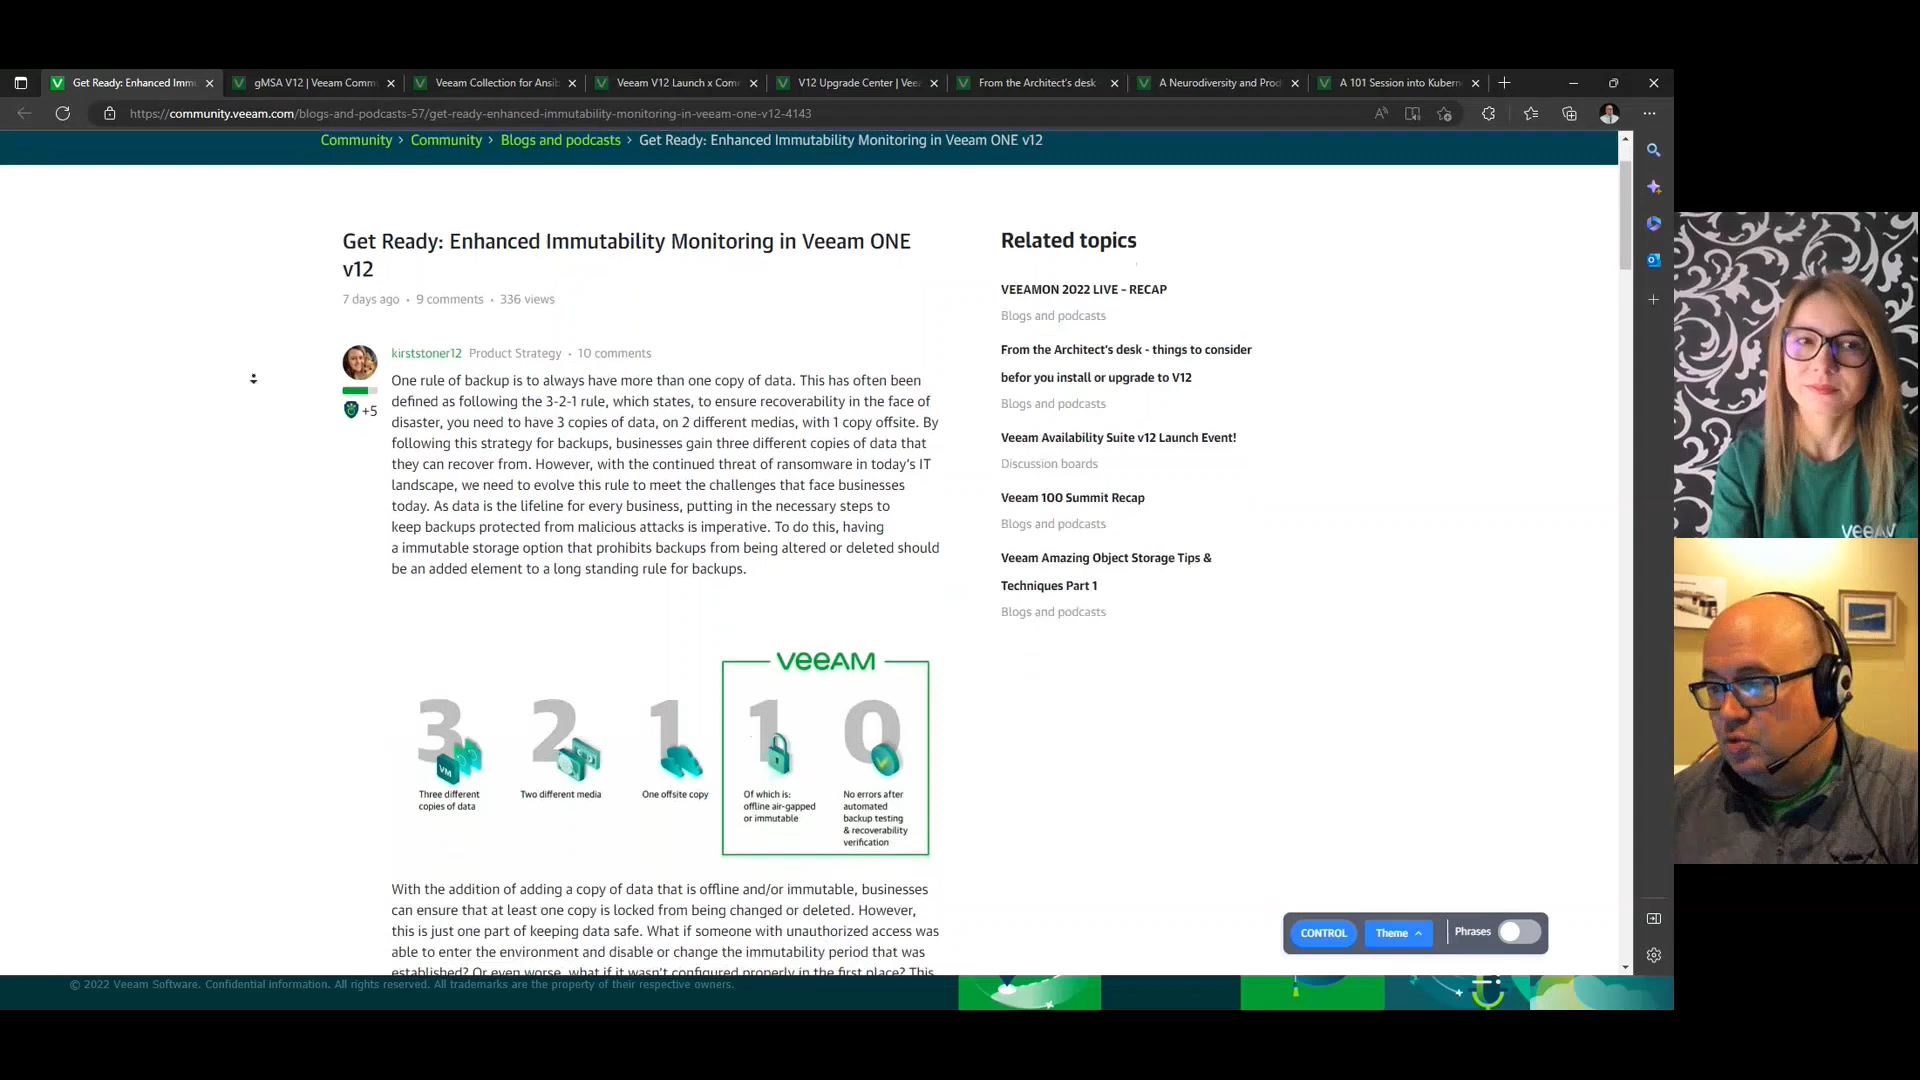 Get Ready: Enhanced Imm
gMSA V12 | Veeam Comm
Veeam Collection for Ansib
Veeam V12 Launch x Com
V12 Upgrade Center | Vee
From the Architect's desk
A Neurodiversity and Prod
A 101 Session into Kubern
https://community.veeam.com/blogs-and-podcasts-57/get-ready-enhanced-immutability-monitoring-in-veeam-one-v12-4143
Community > Community > Blogs and podcasts > Get Ready: Enhanced Immutability Monitoring in Veeam ONE v12
Get Ready: Enhanced Immutability Monitoring in Veeam ONE
v12
7 days ago • 9 comments • 336 views
kirststoner12 Product Strategy • 10 comments
+5
One rule of backup is to always have more than one copy of data. This has often been
defined as following the 3-2-1 rule, which states, to ensure recoverability in the face of
disaster, you need to have 3 copies of data, on 2 different medias, with 1 copy offsite. By
following this strategy for backups, businesses gain three different copies of data that
they can recover from. However, with the continued threat of ransomware in today's IT
landscape, we need to evolve this rule to meet the challenges that face businesses
today. As data is the lifeline for every business, putting in the necessary steps to
keep backups protected from malicious attacks is imperative. To do this, having
a immutable storage option that prohibits backups from being altered or deleted should
be an added element to a long standing rule for backups.
VEEAM
3 2 1 1 0
VM
Three different
copies of data
Two different media
One offsite copy
Of which is:
offline air-gapped
or immutable
No errors after
automated
backup testing
& recoverability
verification
With the addition of adding a copy of data that is offline and/or immutable, businesses
can ensure that at least one copy is locked from being changed or deleted. However,
this is just one part of keeping data safe. What if someone with unauthorized access was
able to enter the environment and disable or change the immutability period that was
established? Or even worse, what if it wasn't configured properly in the first place? This
Related topics
VEEAMON 2022 LIVE - RECAP
Blogs and podcasts
From the Architect's desk - things to consider
befor you install or upgrade to V12
Blogs and podcasts
Veeam Availability Suite v12 Launch Event!
Discussion boards
Veeam 100 Summit Recap
Blogs and podcasts
Veeam Amazing Object Storage Tips &
Techniques Part 1
Blogs and podcasts
CONTROL
Theme
Phrases
© 2022 Veeam Software. Confidential information. All rights reserved. All trademarks are the property of their respective owners.
veeAM